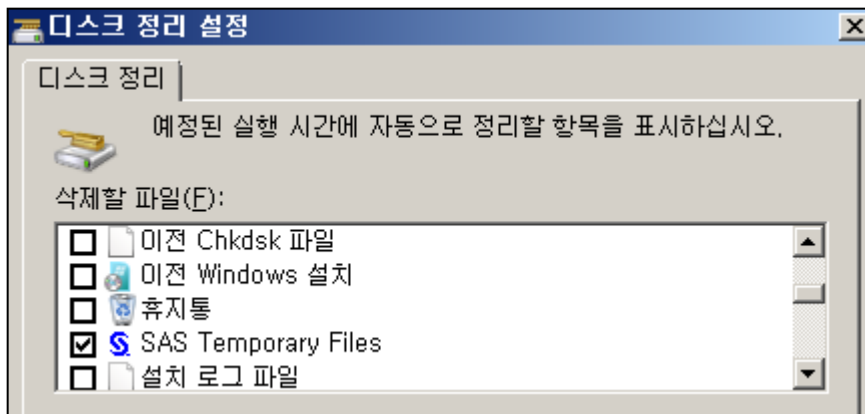 디스크 정리 설정
디스크 정리
예정된 실행 시간에 자동으로 정리할 항목을 표시하십시오.
삭제할 파일(F):
이전 Chkdsk 파일
이전 Windows 설치
휴지통
SAS Temporary Files
설치 로그 파일